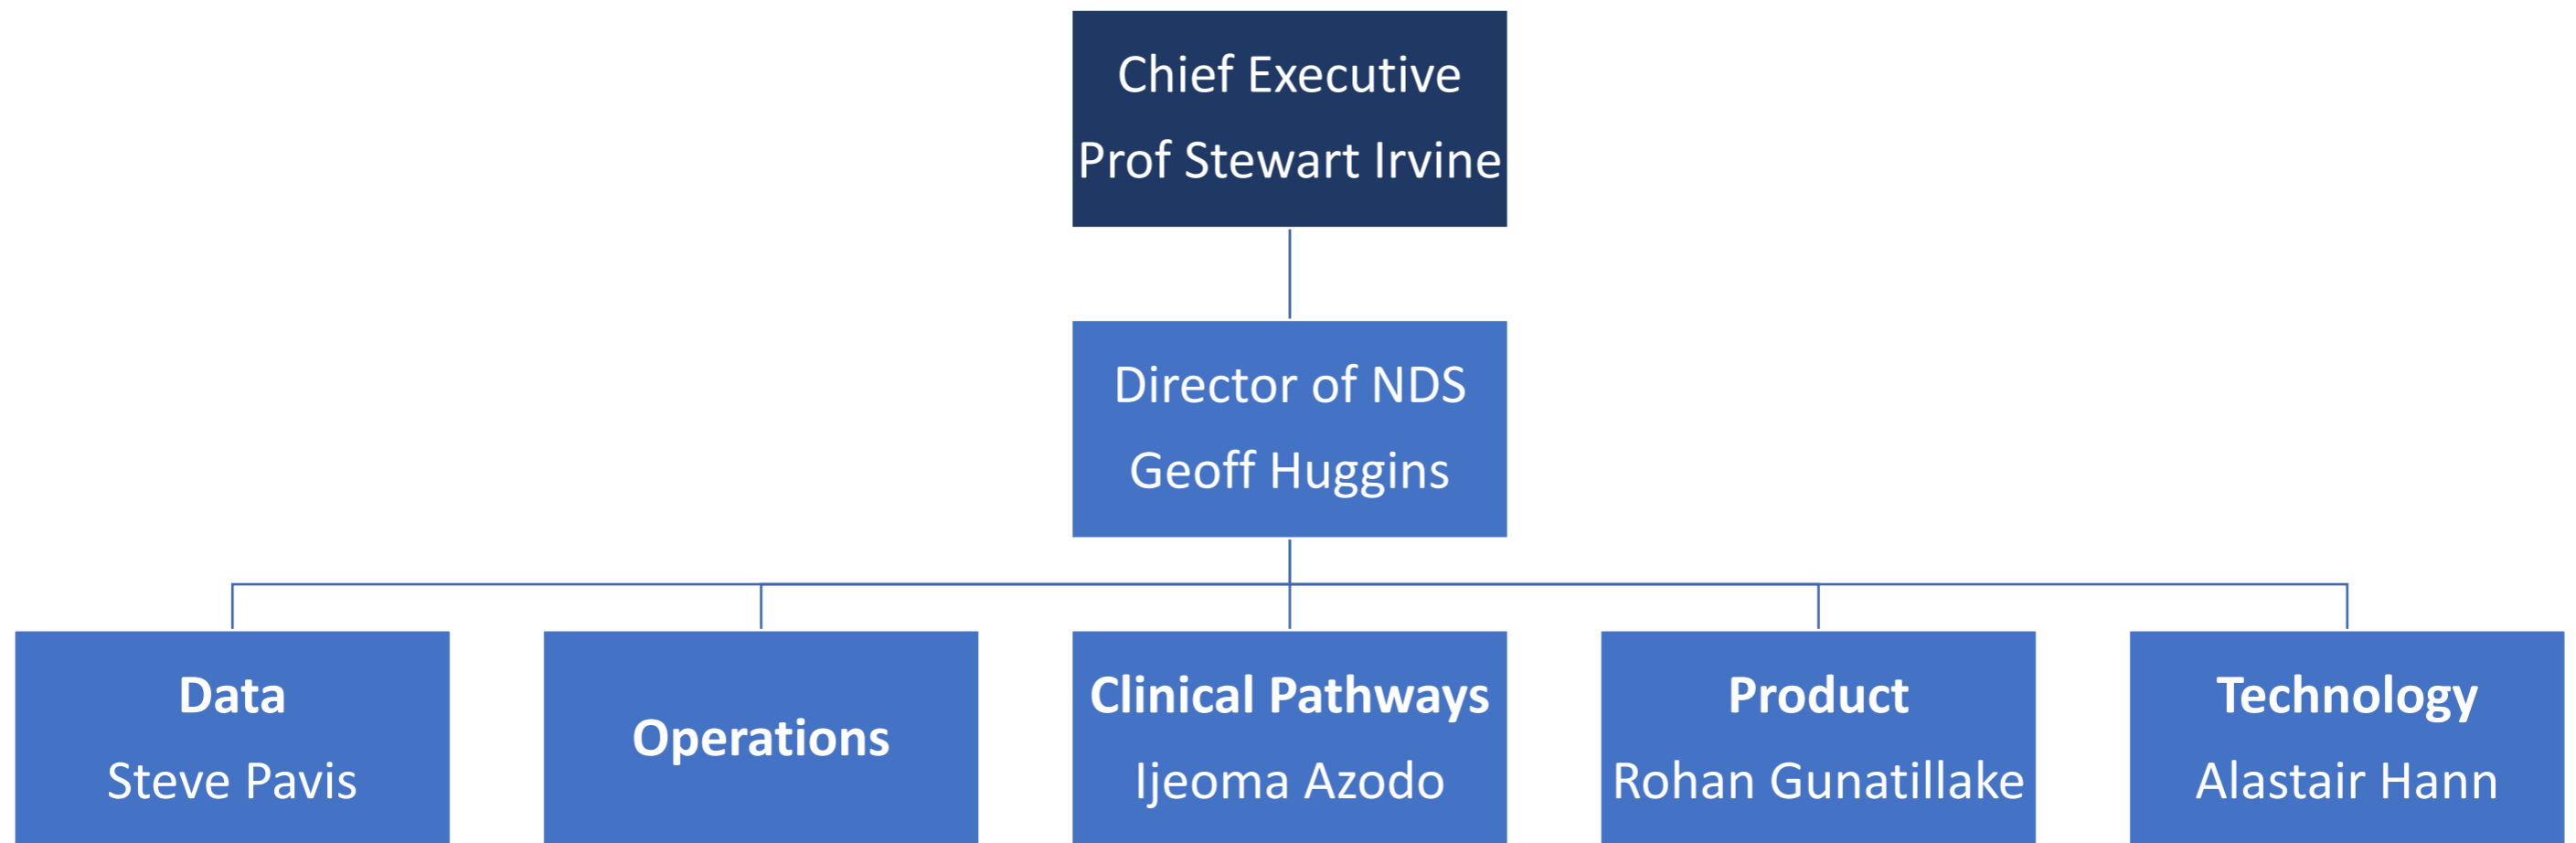 Chief Executive
Prof Stewart Irvine
Director of NDS
Geoff Huggins
Data
Steve Pavis
Operations
Clinical Pathways
Ijeoma Azodo
Product
Rohan Gunatillake
Technology
Alastair Hann